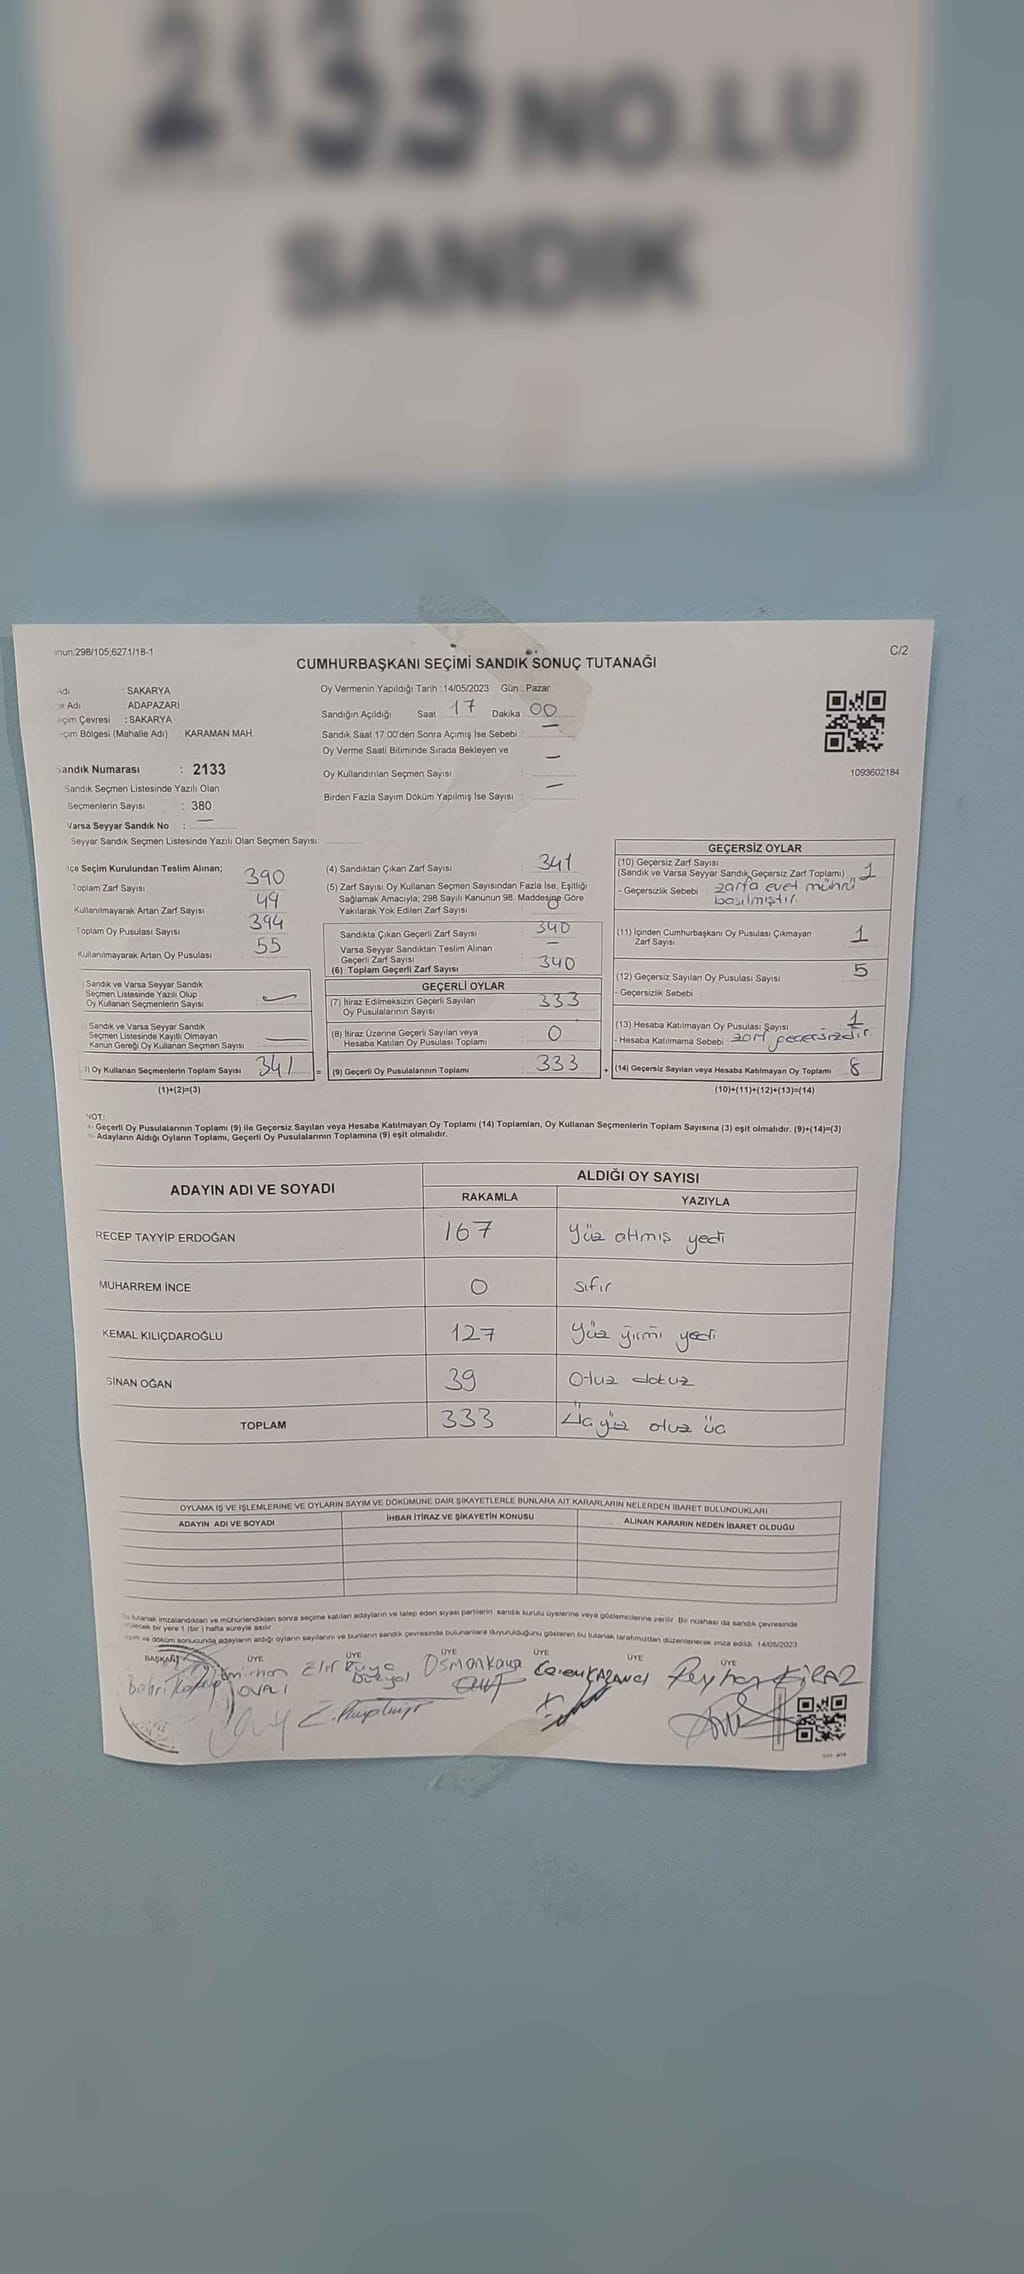 2133 NO.LU
SANDIK
nun.298/105;6271/18-1
C/2
CUMHURBAŞKANI SEÇİMİ SANDIK SONUÇ TUTANAĞI
Adı : SAKARYA
e Adı : ADAPAZARI
çim Çevresi : SAKARYA
çim Bölgesi (Mahalle Adı) : KARAMAN MAH.
Sandık Numarası : 2133
Sandık Seçmen Listesinde Yazılı Olan
Seçmenlerin Sayısı : 380
Varsa Seyyar Sandık No : —
Seyyar Sandık Seçmen Listesinde Yazılı Olan Seçmen Sayısı:
Oy Vermenin Yapıldığı Tarih :14/05/2023 Gün : Pazar
Sandığın Açıldığı Saat 17 Dakika : 00
Sandık Saat 17:00'den Sonra Açımış İse Sebebi : —
Oy Verme Saati Bitiminde Sırada Bekleyen ve
Oy Kullandırılan Seçmen Sayısı : —
Birden Fazla Sayım Döküm Yapılmış İse Sayısı : —
1093602184
lçe Seçim Kurulundan Teslim Alınan;
Toplam Zarf Sayısı 390
Kullanılmayarak Artan Zarf Sayısı 49
Toplam Oy Pusulası Sayısı 394
Kullanılmayarak Artan Oy Pusulası 55
Sandık ve Varsa Seyyar Sandık
Seçmen Listesinde Yazılı Olup
Oy Kullanan Seçmenlerin Sayısı —
Sandık ve Varsa Seyyar Sandık
Seçmen Listesinde Kayıtlı Olmayan
Kanun Gereği Oy Kullanan Seçmen Sayısı : —
3) Oy Kullanan Seçmenlerin Toplam Sayısı 341 =
(1)+(2)=(3)
(4) Sandıktan Çıkan Zarf Sayısı : 341
(5) Zarf Sayısı Oy Kullanan Seçmen Sayısından Fazla İse, Eşitliği
Sağlamak Amacıyla; 298 Sayılı Kanunun 98. Maddesine Göre
Yakılarak Yok Edilen Zarf Sayısı : 0
Sandıkta Çıkan Geçerli Zarf Sayısı : 340
Varsa Seyyar Sandıktan Teslim Alınan
Geçerli Zarf Sayısı : —
(6) Toplam Geçerli Zarf Sayısı : 340
GEÇERLİ OYLAR
(7) İtiraz Edilmeksizin Geçerli Sayılan
Oy Pusulalarının Sayısı : 333
(8) İtiraz Üzerine Geçerli Sayılan veya
Hesaba Katılan Oy Pusulası Toplamı : 0
(9) Geçerli Oy Pusulalarının Toplamı : 333 +
GEÇERSİZ OYLAR
(10) Geçersiz Zarf Sayısı
(Sandık ve Varsa Seyyar Sandık Geçersiz Zarf Toplamı) : 1
- Geçersizlik Sebebi : zarfa evet mührü
basılmıştır.
(11) İçinden Cumhurbaşkanı Oy Pusulası Çıkmayan
Zarf Sayısı : 1
(12) Geçersiz Sayılan Oy Pusulası Sayısı : 5
- Geçersizlik Sebebi :
(13) Hesaba Katılmayan Oy Pusulası Sayısı : 1
- Hesaba Katılmama Sebebi : zarf geçersizdir.
(14) Geçersiz Sayılan veya Hesaba Katılmayan Oy Toplamı : 8
(10)+(11)+(12)+(13)=(14)
NOT:
- Geçerli Oy Pusulalarının Toplamı (9) ile Geçersiz Sayılan veya Hesaba Katılmayan Oy Toplamı (14) Toplamları, Oy Kullanan Seçmenlerin Toplam Sayısına (3) eşit olmalıdır. (9)+(14)=(3)
- Adayların Aldığı Oyların Toplamı, Geçerli Oy Pusulalarının Toplamına (9) eşit olmalıdır.
ADAYIN ADI VE SOYADI
ALDIĞI OY SAYISI
RAKAMLA YAZIYLA
RECEP TAYYİP ERDOĞAN 167 Yüz altmış yedi
MUHARREM İNCE 0 sıfır
KEMAL KILIÇDAROĞLU 127 Yüz yirmi yedi
SİNAN OĞAN 39 Otuz dokuz
TOPLAM 333 Üçyüz otuz üç
OYLAMA İŞ VE İŞLEMLERİNE VE OYLARIN SAYIM VE DÖKÜMÜNE DAİR ŞİKAYETLERLE BUNLARA AİT KARARLARIN NELERDEN İBARET BULUNDUKLARI
ADAYIN ADI VE SOYADI İHBAR İTİRAZ VE ŞİKAYETİN KONUSU ALINAN KARARIN NEDEN İBARET OLDUĞU
u tutanak imzalandıktan ve mühürlendikten sonra seçime katılan adayların ve talep eden siyasi partilerin sandık kurulu üyelerine veya gözlemcilerine verilir. Bir nüshası da sandık çevresinde
ülecek bir yere 1 (bir ) hafta süreyle asılır.
ayım ve döküm sonucunda adayların aldığı oyların sayılarını ve bunların sandık çevresinde bulunanlara duyurulduğunu gösteren bu tutanak tarafımızdan düzenlenerek imza edildi. 14/05/2023
BAŞKAN ÜYE ÜYE ÜYE ÜYE ÜYE ÜYE
Elif Osman Kaya Reyhan KİRAZ